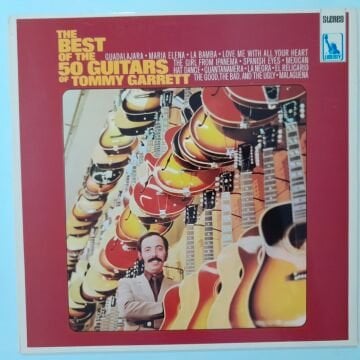 STEREO
LIBERTY
THE
BEST
OF THE
50 GUITARS
OF TOMMY GARRETT
GUADALAJARA • MARIA ELENA • LA BAMBA • LOVE ME WITH ALL YOUR HEART
THE GIRL FROM IPANEMA • SPANISH EYES • MEXICAN
HAT DANCE • GUANTANAMERA • LA NEGRA • EL RELICARIO
THE GOOD, THE BAD, AND THE UGLY • MALAGUENA